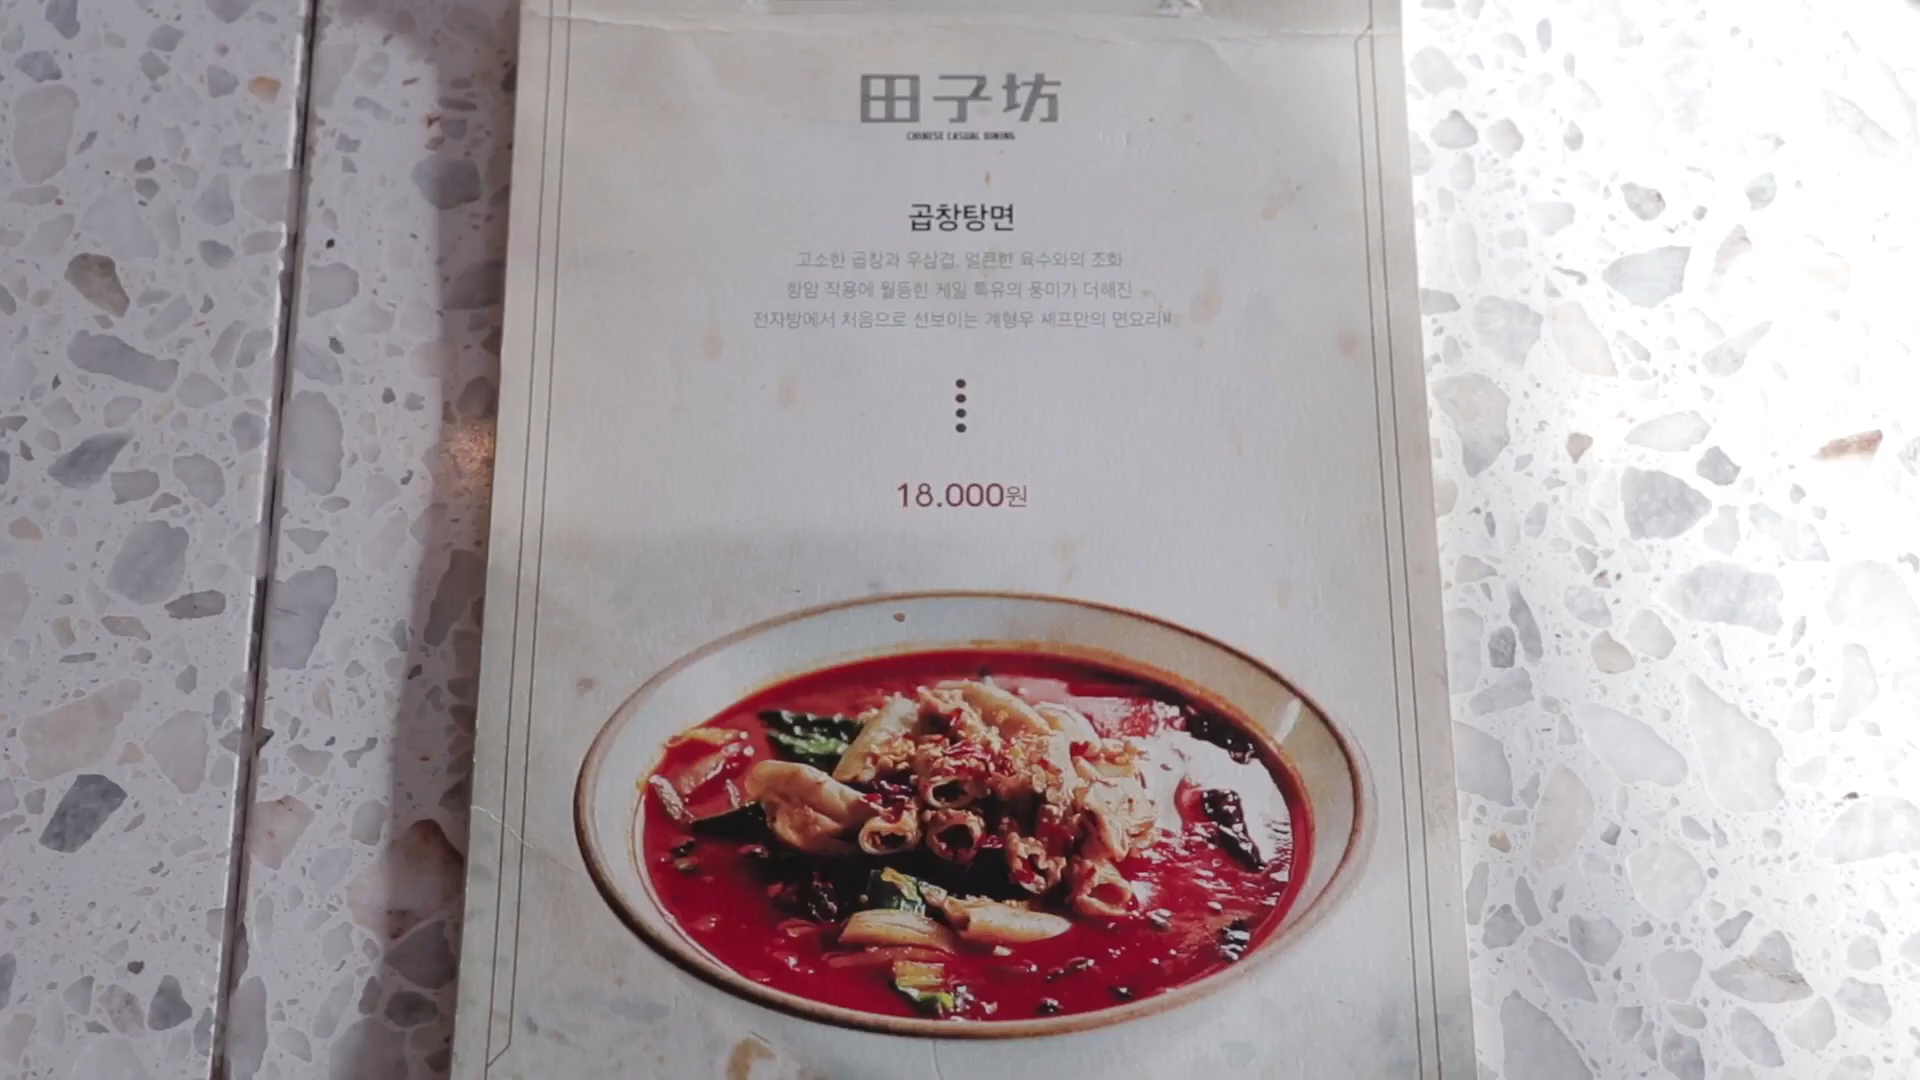 田子坊
CHINESE CASUAL DINING
곱창탕면
고소한 곱창과 우삼겹, 얼큰한 육수와의 조화
항암 작용에 월등한 케일 특유의 풍미가 더해진
전자방에서 처음으로 선보이는 계형우 셰프만의 면요리!!
18.000원